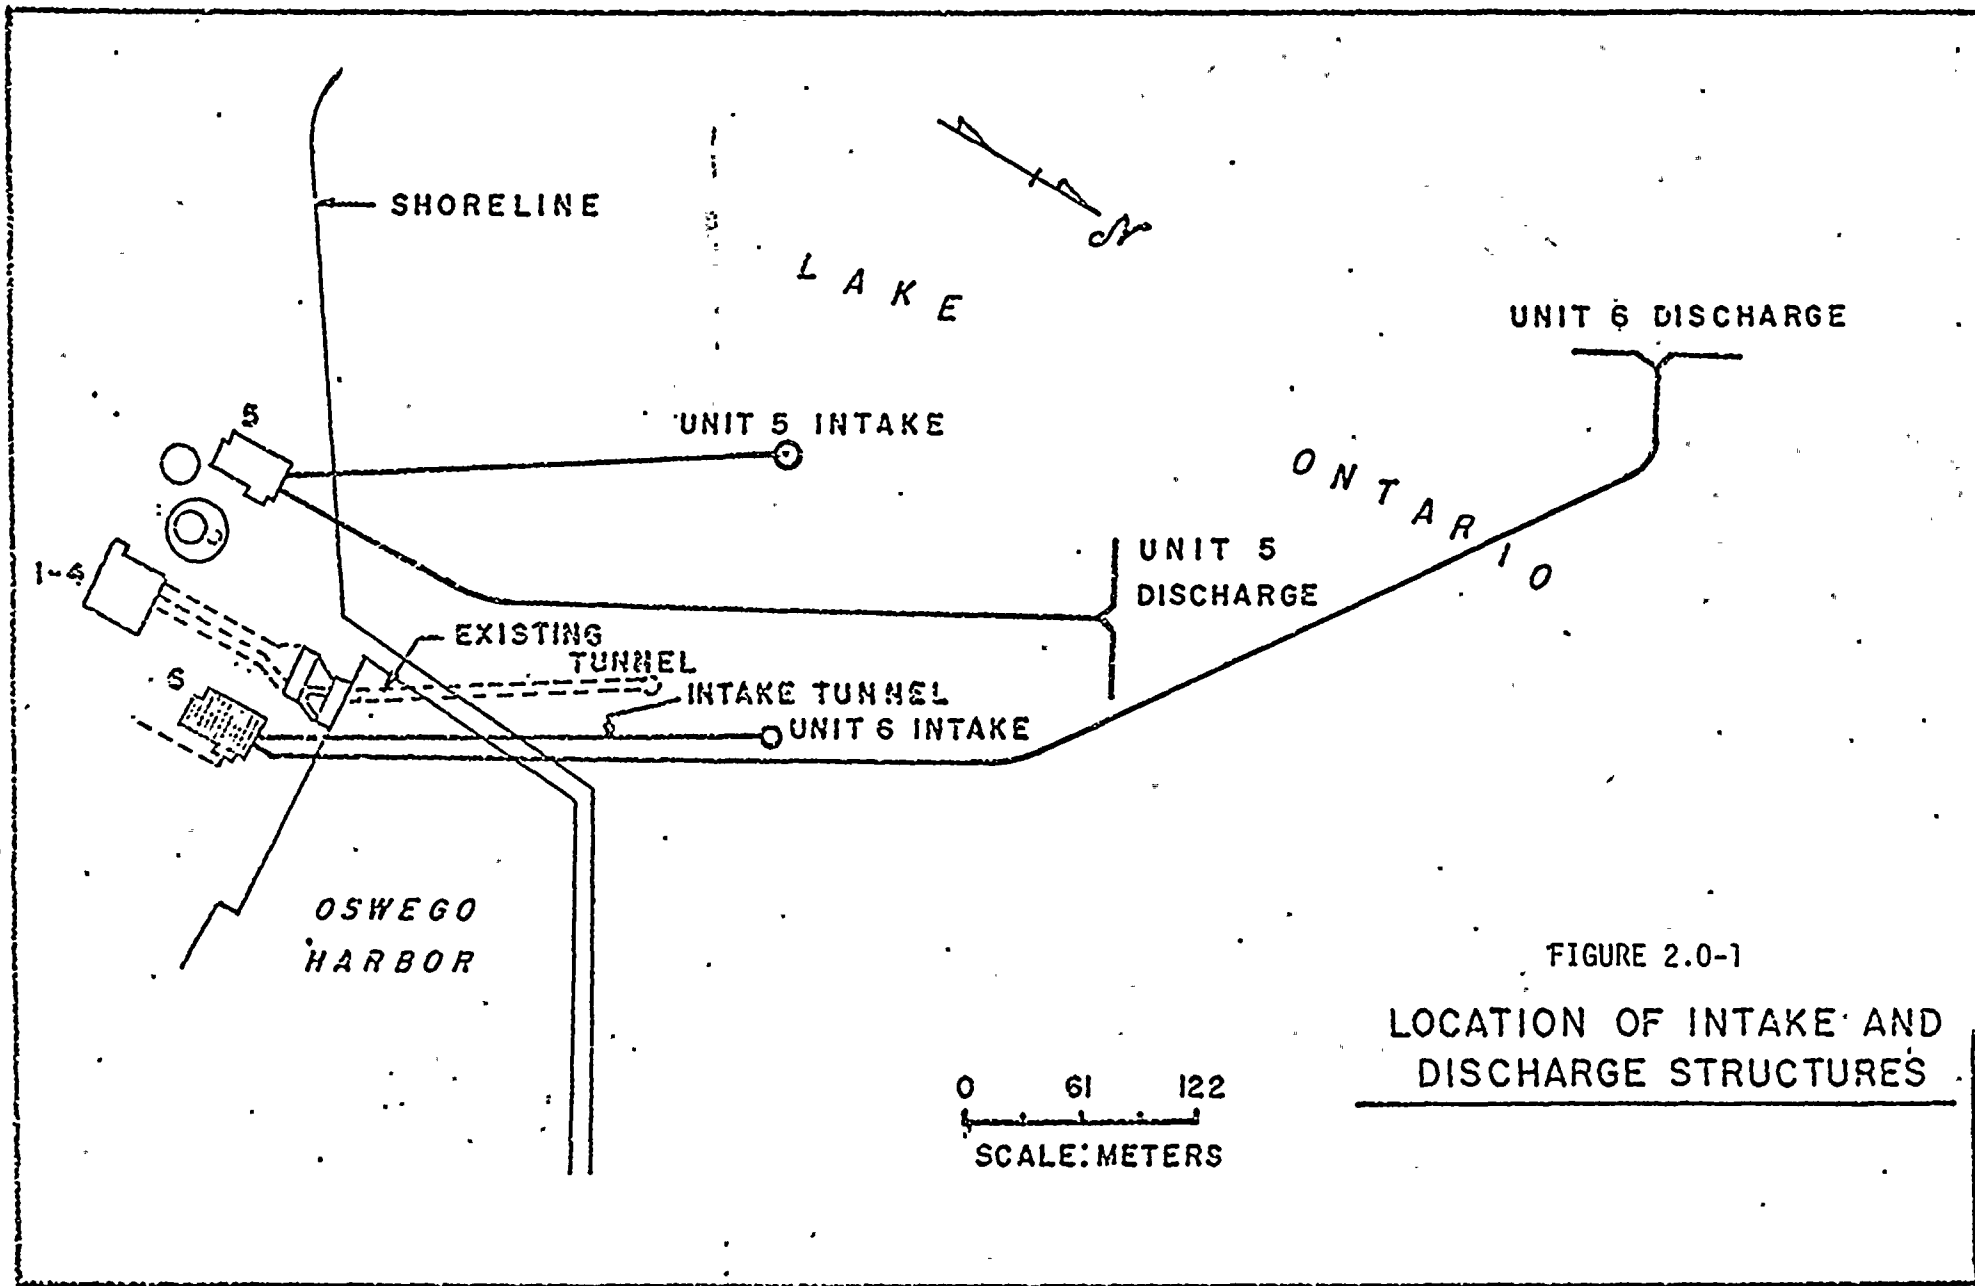 SHORELINE
N
LAKE
UNIT 6 DISCHARGE
5
UNIT 5 INTAKE
ONTARIO
1-4
UNIT 5
DISCHARGE
EXISTING
TUNNEL
6
INTAKE TUNNEL
UNIT 6 INTAKE
OSWEGO
HARBOR
FIGURE 2.0-1
LOCATION OF INTAKE AND
DISCHARGE STRUCTURES
0 61 122
SCALE: METERS